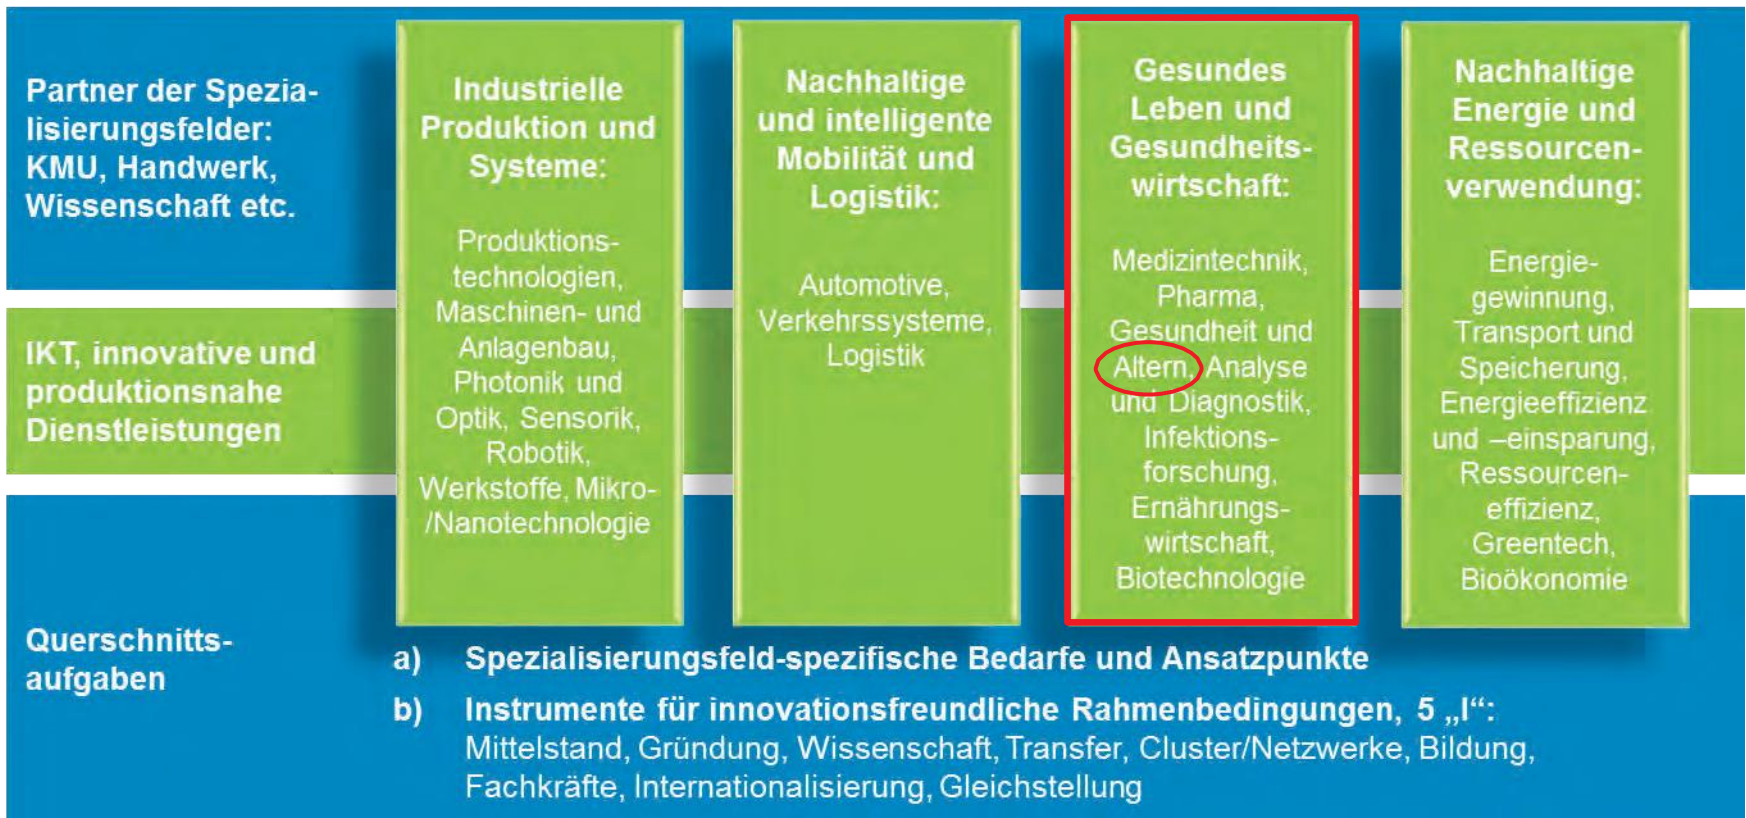 Partner der Spezia-
lisierungsfelder:
KMU, Handwerk,
Wissenschaft etc.
IKT, innovative und
produktionsnahe
Dienstleistungen
Querschnitts-
aufgaben
Industrielle
Produktion und
Systeme:
Produktions-
technologien,
Maschinen- und
Anlagenbau,
Photonik und
Optik, Sensorik,
Robotik,
Werkstoffe, Mikro-
/Nanotechnologie
Nachhaltige
und intelligente
Mobilität und
Logistik:
Automotive,
Verkehrssysteme,
Logistik
Gesundes
Leben und
Gesundheits-
wirtschaft:
Medizintechnik,
Pharma,
Gesundheit und
Altern, Analyse
und Diagnostik,
Infektions-
forschung,
Ernährungs-
wirtschaft,
Biotechnologie
Nachhaltige
Energie und
Ressourcen-
verwendung:
Energie-
gewinnung,
Transport und
Speicherung,
Energieeffizienz
und –einsparung,
Ressourcen-
effizienz,
Greentech,
Bioökonomie
a) Spezialisierungsfeld-spezifische Bedarfe und Ansatzpunkte
b) Instrumente für innovationsfreundliche Rahmenbedingungen, 5 „I“:
Mittelstand, Gründung, Wissenschaft, Transfer, Cluster/Netzwerke, Bildung,
Fachkräfte, Internationalisierung, Gleichstellung